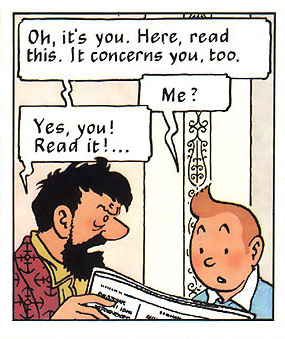 Oh, it's you. Here, read
this. It concerns you, too.
Me?
Yes, you!
Read it!...